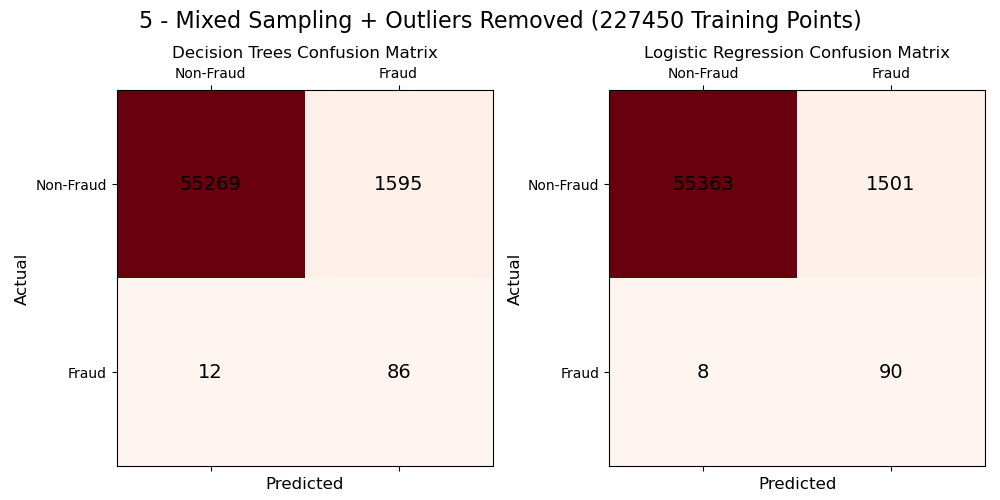 5 - Mixed Sampling + Outliers Removed (227450 Training Points)
Decision Trees Confusion Matrix
Non-Fraud Fraud
Non-Fraud 55269 1595
Actual
Fraud 12 86
Predicted
Logistic Regression Confusion Matrix
Non-Fraud Fraud
Non-Fraud 55363 1501
Actual
Fraud 8 90
Predicted